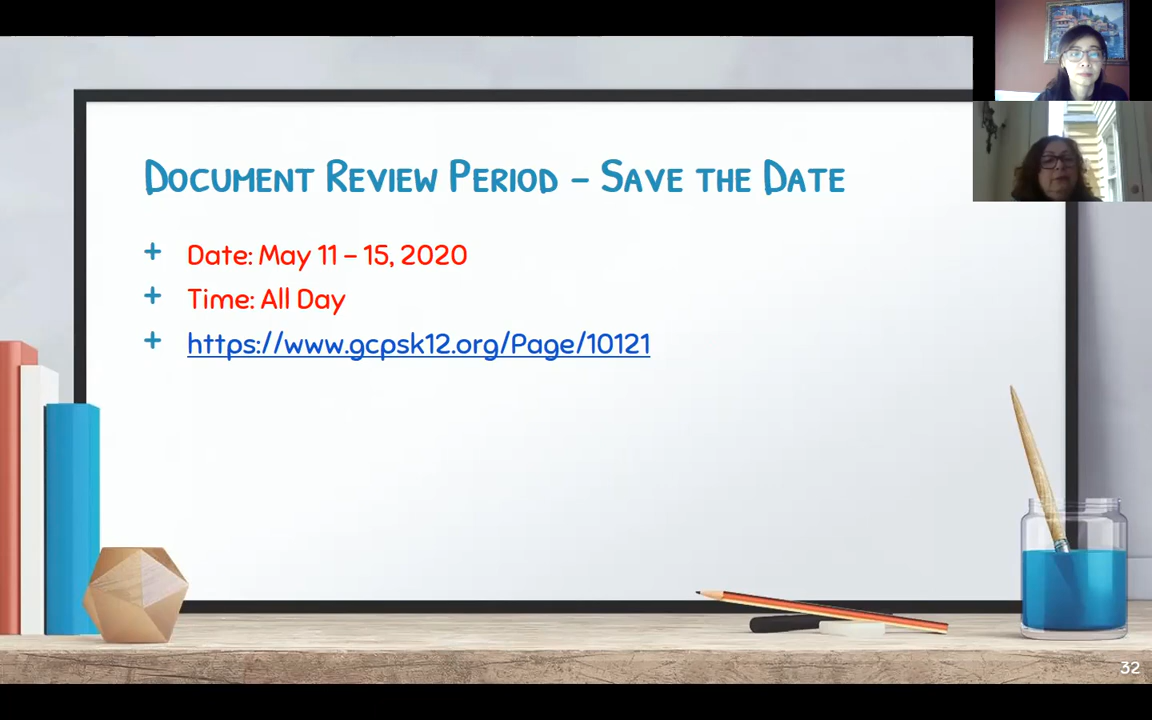 Document Review Period – Save the Date
+ Date: May 11 – 15, 2020
+ Time: All Day
+ https://www.gcpsk12.org/Page/10121
32